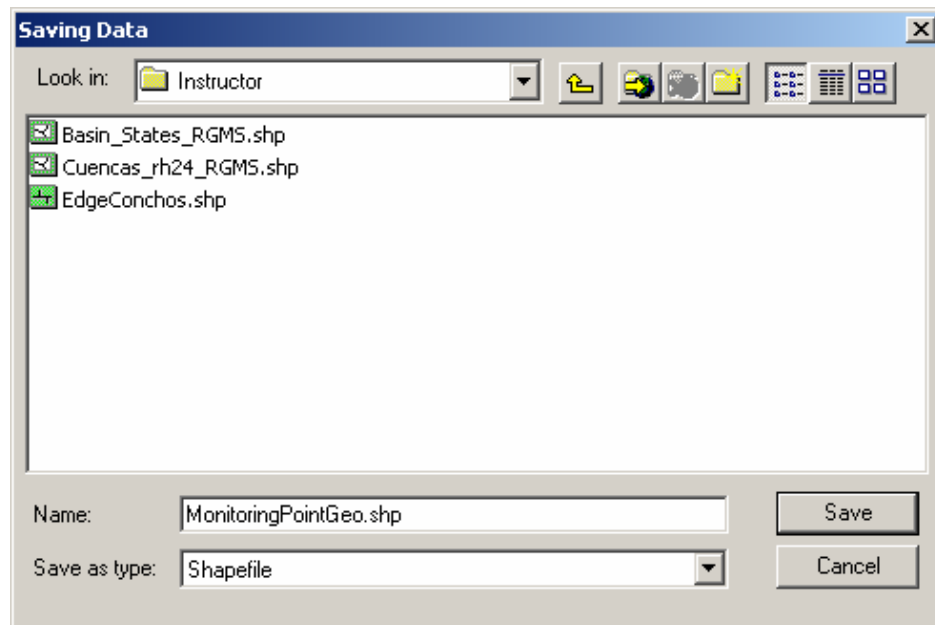 Saving Data
Look in: Instructor
Basin_States_RGMS.shp
Cuencas_rh24_RGMS.shp
EdgeConchos.shp
Name: MonitoringPointGeo.shp Save
Save as type: Shapefile Cancel